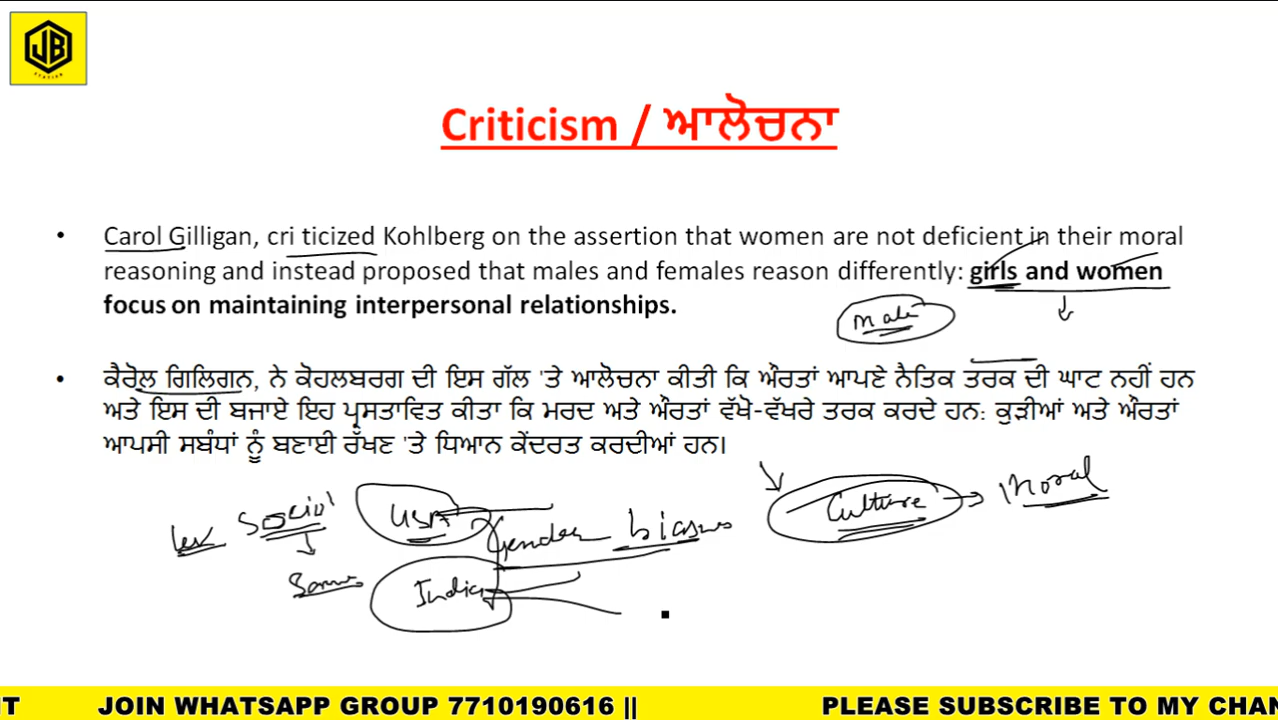 JB
Criticism / ਆਲੋਚਨਾ
• Carol Gilligan, cri ticized Kohlberg on the assertion that women are not deficient in their moral
reasoning and instead proposed that males and females reason differently: girls and women
focus on maintaining interpersonal relationships.
Male
• ਕੈਰੋਲ ਗਿਲਿਗਨ, ਨੇ ਕੋਹਲਬਰਗ ਦੀ ਇਸ ਗੱਲ 'ਤੇ ਆਲੋਚਨਾ ਕੀਤੀ ਕਿ ਔਰਤਾਂ ਆਪਣੇ ਨੈਤਿਕ ਤਰਕ ਦੀ ਘਾਟ ਨਹੀਂ ਹਨ
ਅਤੇ ਇਸ ਦੀ ਬਜਾਏ ਇਹ ਪ੍ਰਸਤਾਵਿਤ ਕੀਤਾ ਕਿ ਮਰਦ ਅਤੇ ਔਰਤਾਂ ਵੱਖੋ-ਵੱਖਰੇ ਤਰਕ ਕਰਦੇ ਹਨ: ਕੁੜੀਆਂ ਅਤੇ ਔਰਤਾਂ
ਆਪਸੀ ਸਬੰਧਾਂ ਨੂੰ ਬਣਾਈ ਰੱਖਣ 'ਤੇ ਧਿਆਨ ਕੇਂਦਰਤ ਕਰਦੀਆਂ ਹਨ।
Social USA Gender Culture Moral
India
JOIN WHATSAPP GROUP 7710190616 || PLEASE SUBSCRIBE TO MY